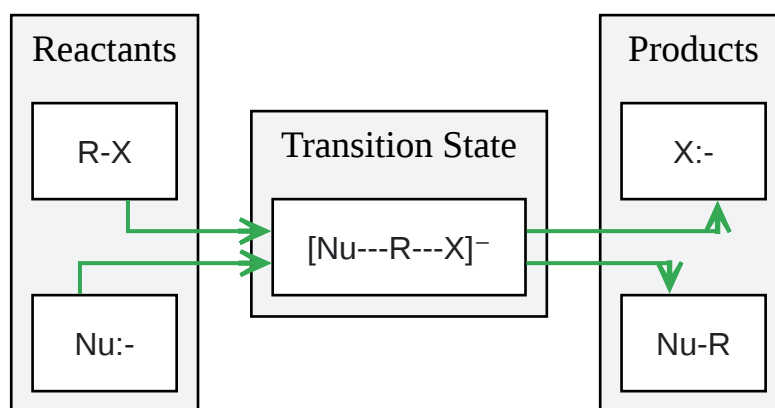 Reactants
R-X
Nu:-
Transition State
[Nu---R---X]⁻
Products
X:-
Nu-R